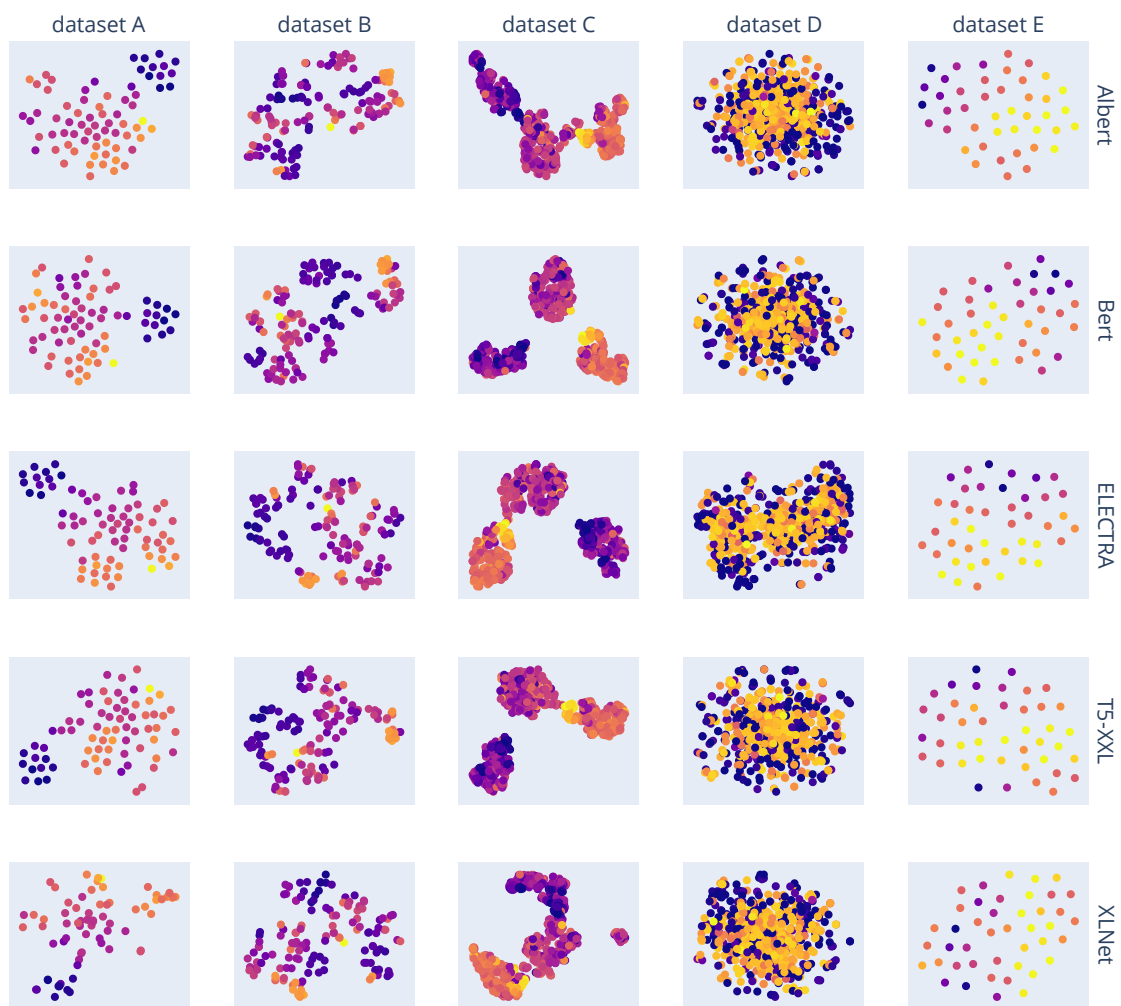 dataset A
dataset B
dataset C
dataset D
dataset E
Albert
Bert
ELECTRA
T5-XXL
XLNet